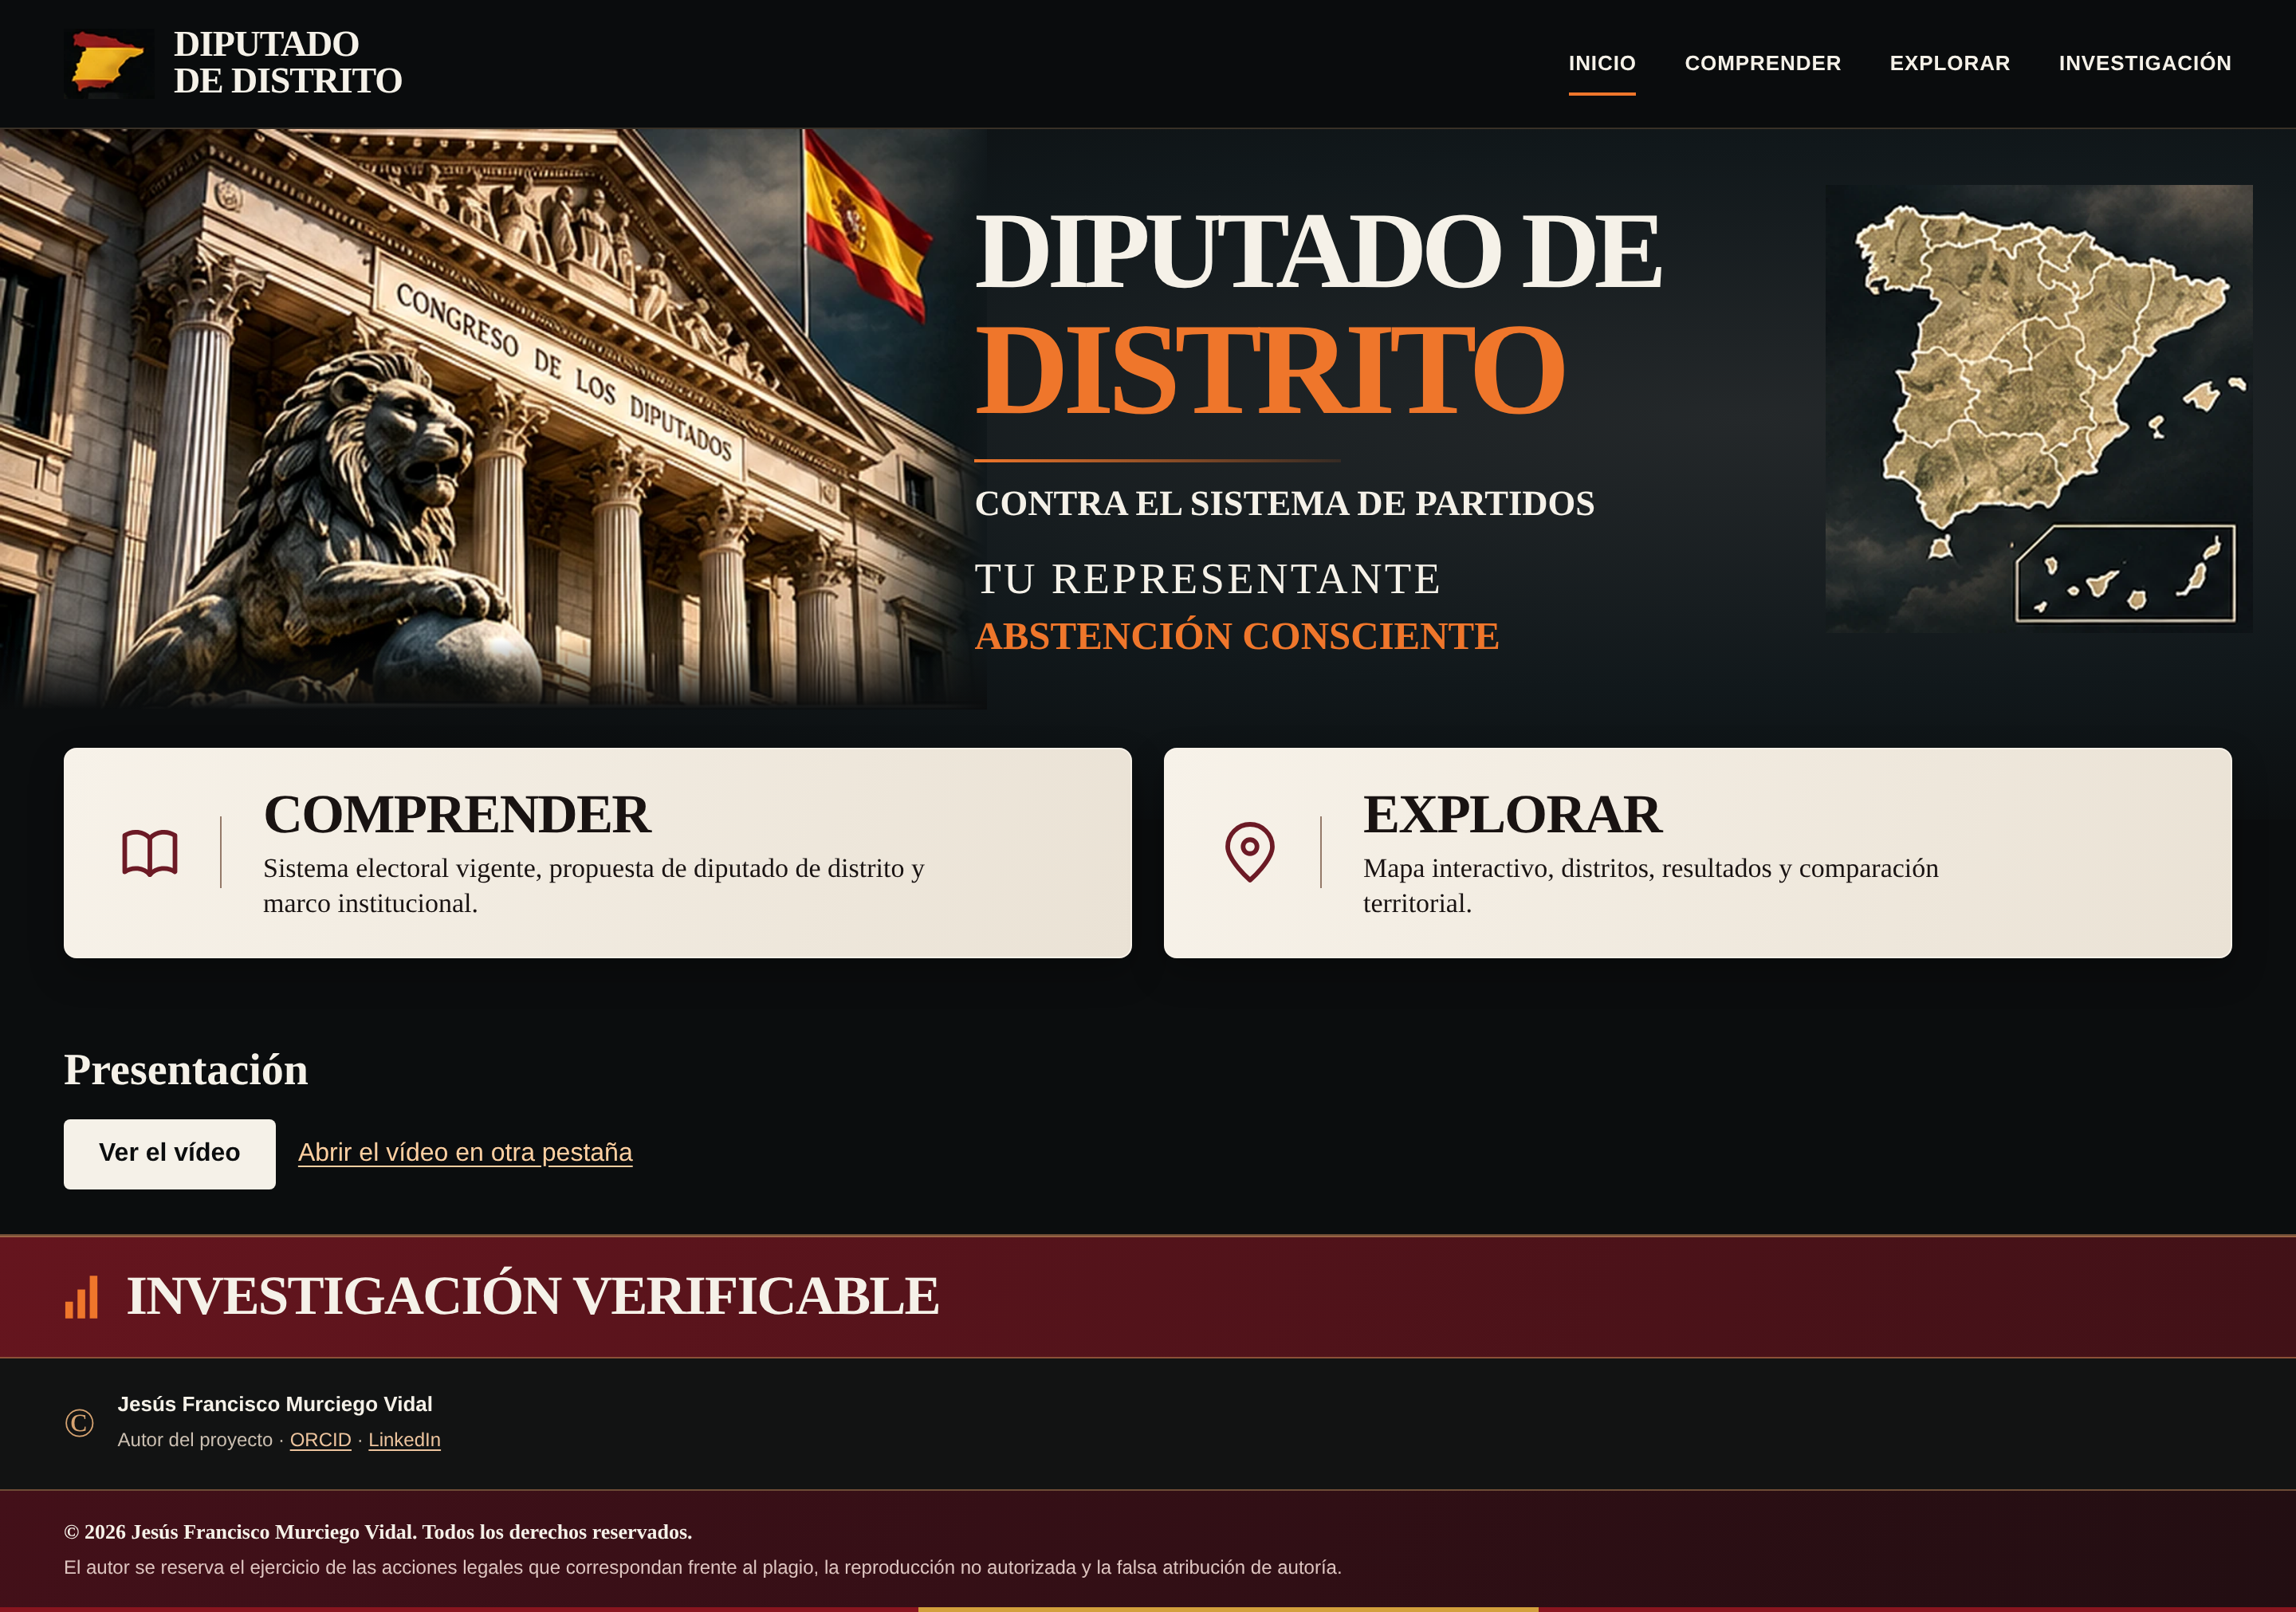 DIPUTADO
DE DISTRITO
INICIO COMPRENDER EXPLORAR INVESTIGACIÓN
CONGRESO DE LOS DIPUTADOS
DIPUTADO DE
DISTRITO
CONTRA EL SISTEMA DE PARTIDOS
TU REPRESENTANTE
ABSTENCIÓN CONSCIENTE
COMPRENDER
Sistema electoral vigente, propuesta de diputado de distrito y
marco institucional.
EXPLORAR
Mapa interactivo, distritos, resultados y comparación
territorial.
Presentación
Ver el vídeo Abrir el vídeo en otra pestaña
INVESTIGACIÓN VERIFICABLE
©
Jesús Francisco Murciego Vidal
Autor del proyecto · ORCID · LinkedIn
© 2026 Jesús Francisco Murciego Vidal. Todos los derechos reservados.
El autor se reserva el ejercicio de las acciones legales que correspondan frente al plagio, la reproducción no autorizada y la falsa atribución de autoría.